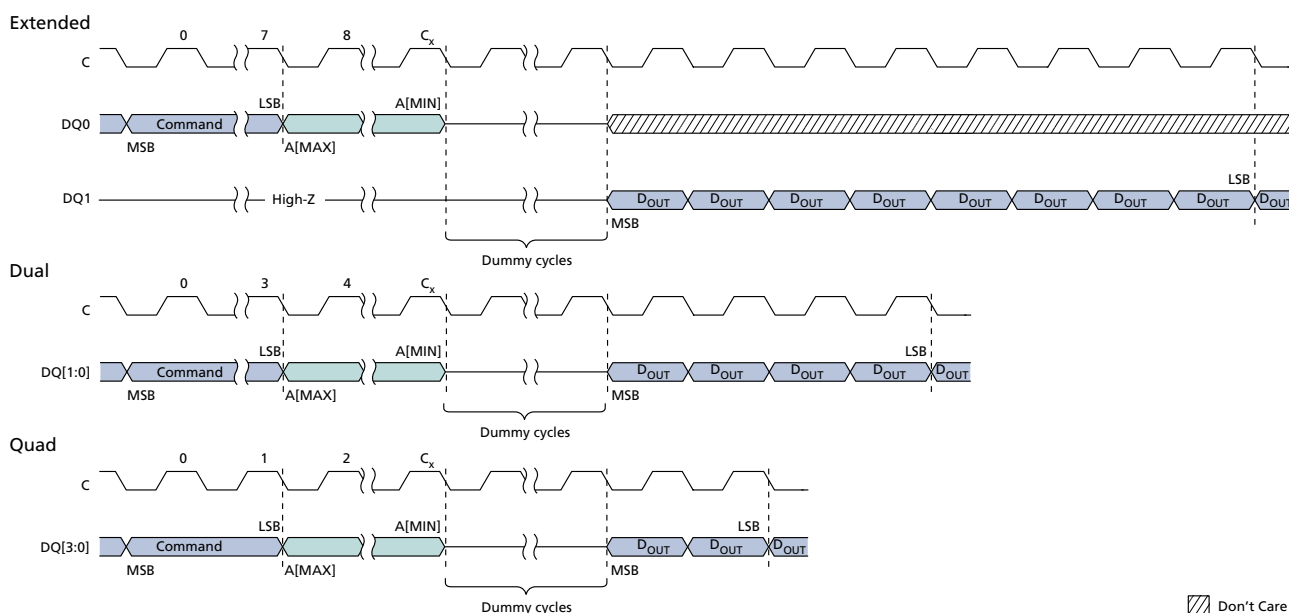 Extended
0 7 8 Cx
C
LSB A[MIN]
DQ0 Command
MSB A[MAX]
LSB
DQ1 High-Z DOUT DOUT DOUT DOUT DOUT DOUT DOUT DOUT DOUT
MSB
Dummy cycles
Dual
0 3 4 Cx
C
LSB A[MIN] LSB
DQ[1:0] Command DOUT DOUT DOUT DOUT DOUT
MSB A[MAX] MSB
Dummy cycles
Quad
0 1 2 Cx
C
LSB A[MIN] LSB
DQ[3:0] Command DOUT DOUT DOUT
MSB A[MAX] MSB
Dummy cycles
Don't Care